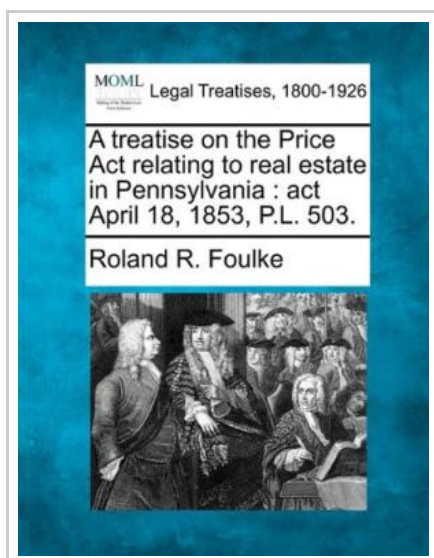 MOML
Legal Treatises, 1800-1926
A treatise on the Price
Act relating to real estate
in Pennsylvania : act
April 18, 1853, P.L. 503.
Roland R. Foulke